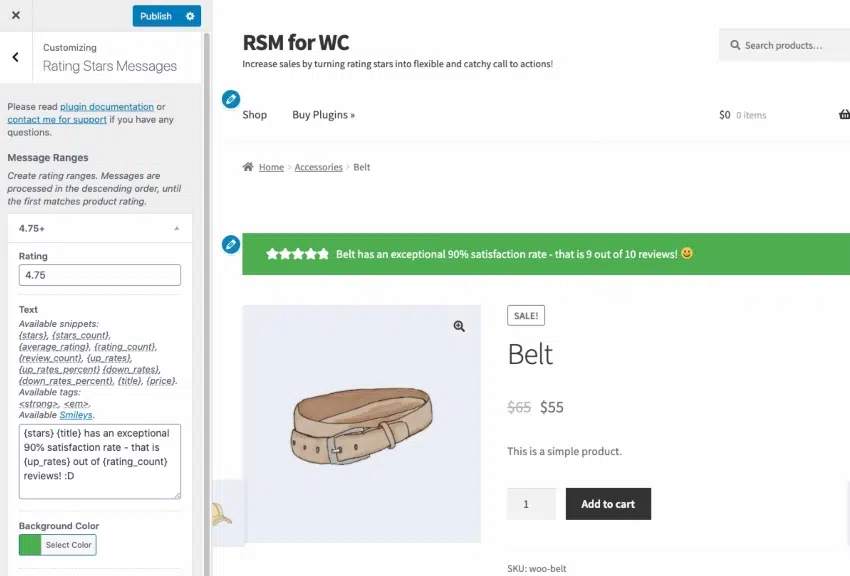 Publish
Customizing
Rating Stars Messages
Please read plugin documentation or
contact me for support if you have any
questions.
Message Ranges
Create rating ranges. Messages are
processed in the descending order, until
the first matches product rating.
4.75+
Rating
4.75
Text
Available snippets:
{stars}, {stars_count},
{average_rating}, {rating_count},
{review_count}, {up_rates},
{up_rates_percent} {down_rates},
{down_rates_percent}, {title}, {price}.
Available tags:
<strong>, <em>.
Available Smileys.
{stars} {title} has an exceptional
90% satisfaction rate - that is
{up_rates} out of {rating_count}
reviews! :D
Background Color
Select Color
RSM for WC
Increase sales by turning rating stars into flexible and catchy call to actions!
Search products…
Shop Buy Plugins »
$0 0 items
Home > Accessories > Belt
Belt has an exceptional 90% satisfaction rate - that is 9 out of 10 reviews! 😀
SALE!
Belt
$65 $55
This is a simple product.
1 Add to cart
SKU: woo-belt